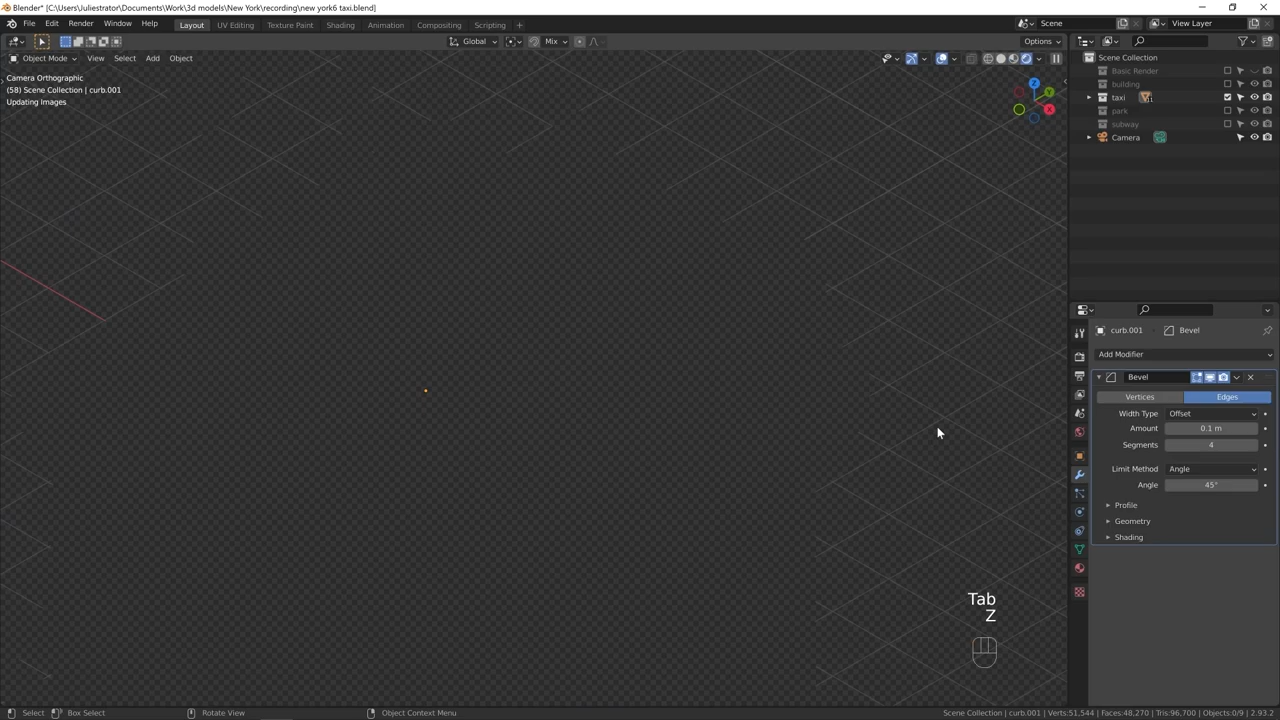 Blender* [C:\Users\Juliestrator\Documents\Work\3d models\New York\recording\new york6 taxi.blend]
File Edit Render Window Help Layout UV Editing Texture Paint Shading Animation Compositing Scripting + Scene View Layer
Global Mix Options
Object Mode View Select Add Object
Camera Orthographic
(58) Scene Collection | curb.001
Updating Images
Z
Y
X
Scene Collection
Basic Render
building
taxi
park
subway
Camera
curb.001 Bevel
Add Modifier
Bevel
Vertices Edges
Width Type Offset
Amount 0.1 m
Segments 4
Limit Method Angle
Angle 45°
Profile
Geometry
Shading
Tab
Z
Select Box Select Rotate View Object Context Menu Scene Collection | curb.001 | Verts:51,544 | Faces:48,270 | Tris:96,700 | Objects:0/9 | 2.93.2